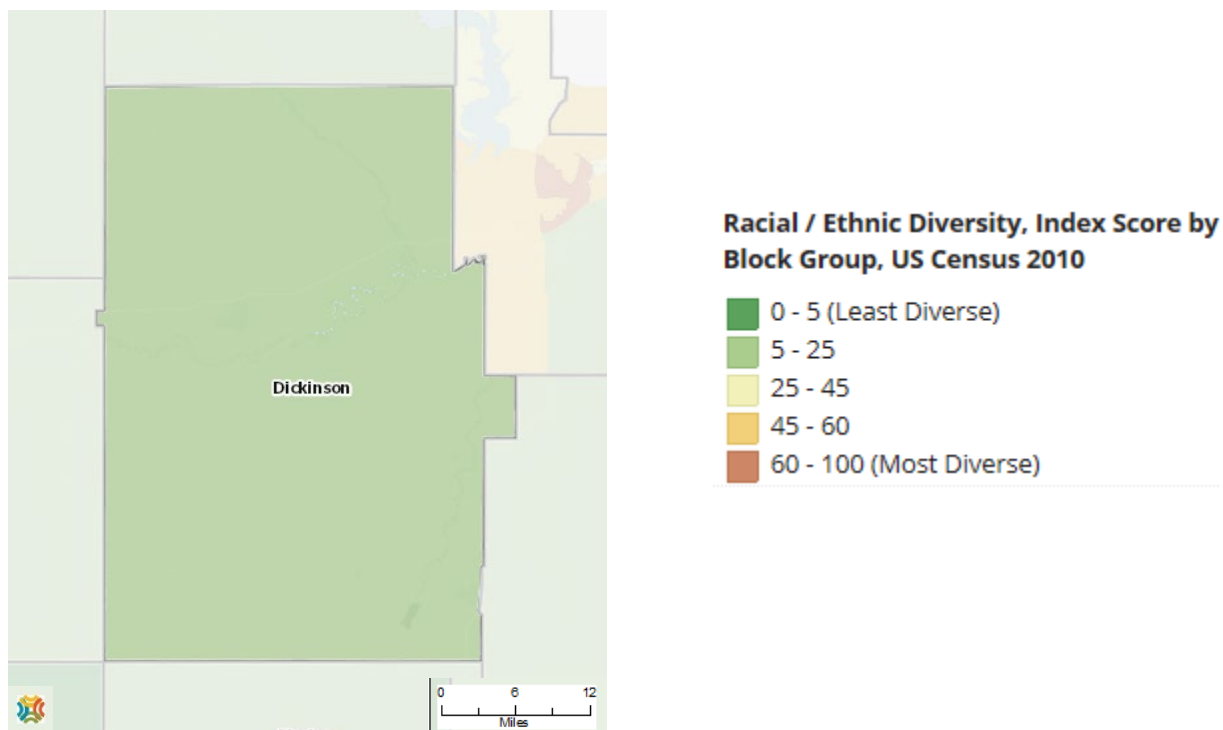 Dickinson
0 6 12
Miles
Racial / Ethnic Diversity, Index Score by
Block Group, US Census 2010
0 - 5 (Least Diverse)
5 - 25
25 - 45
45 - 60
60 - 100 (Most Diverse)